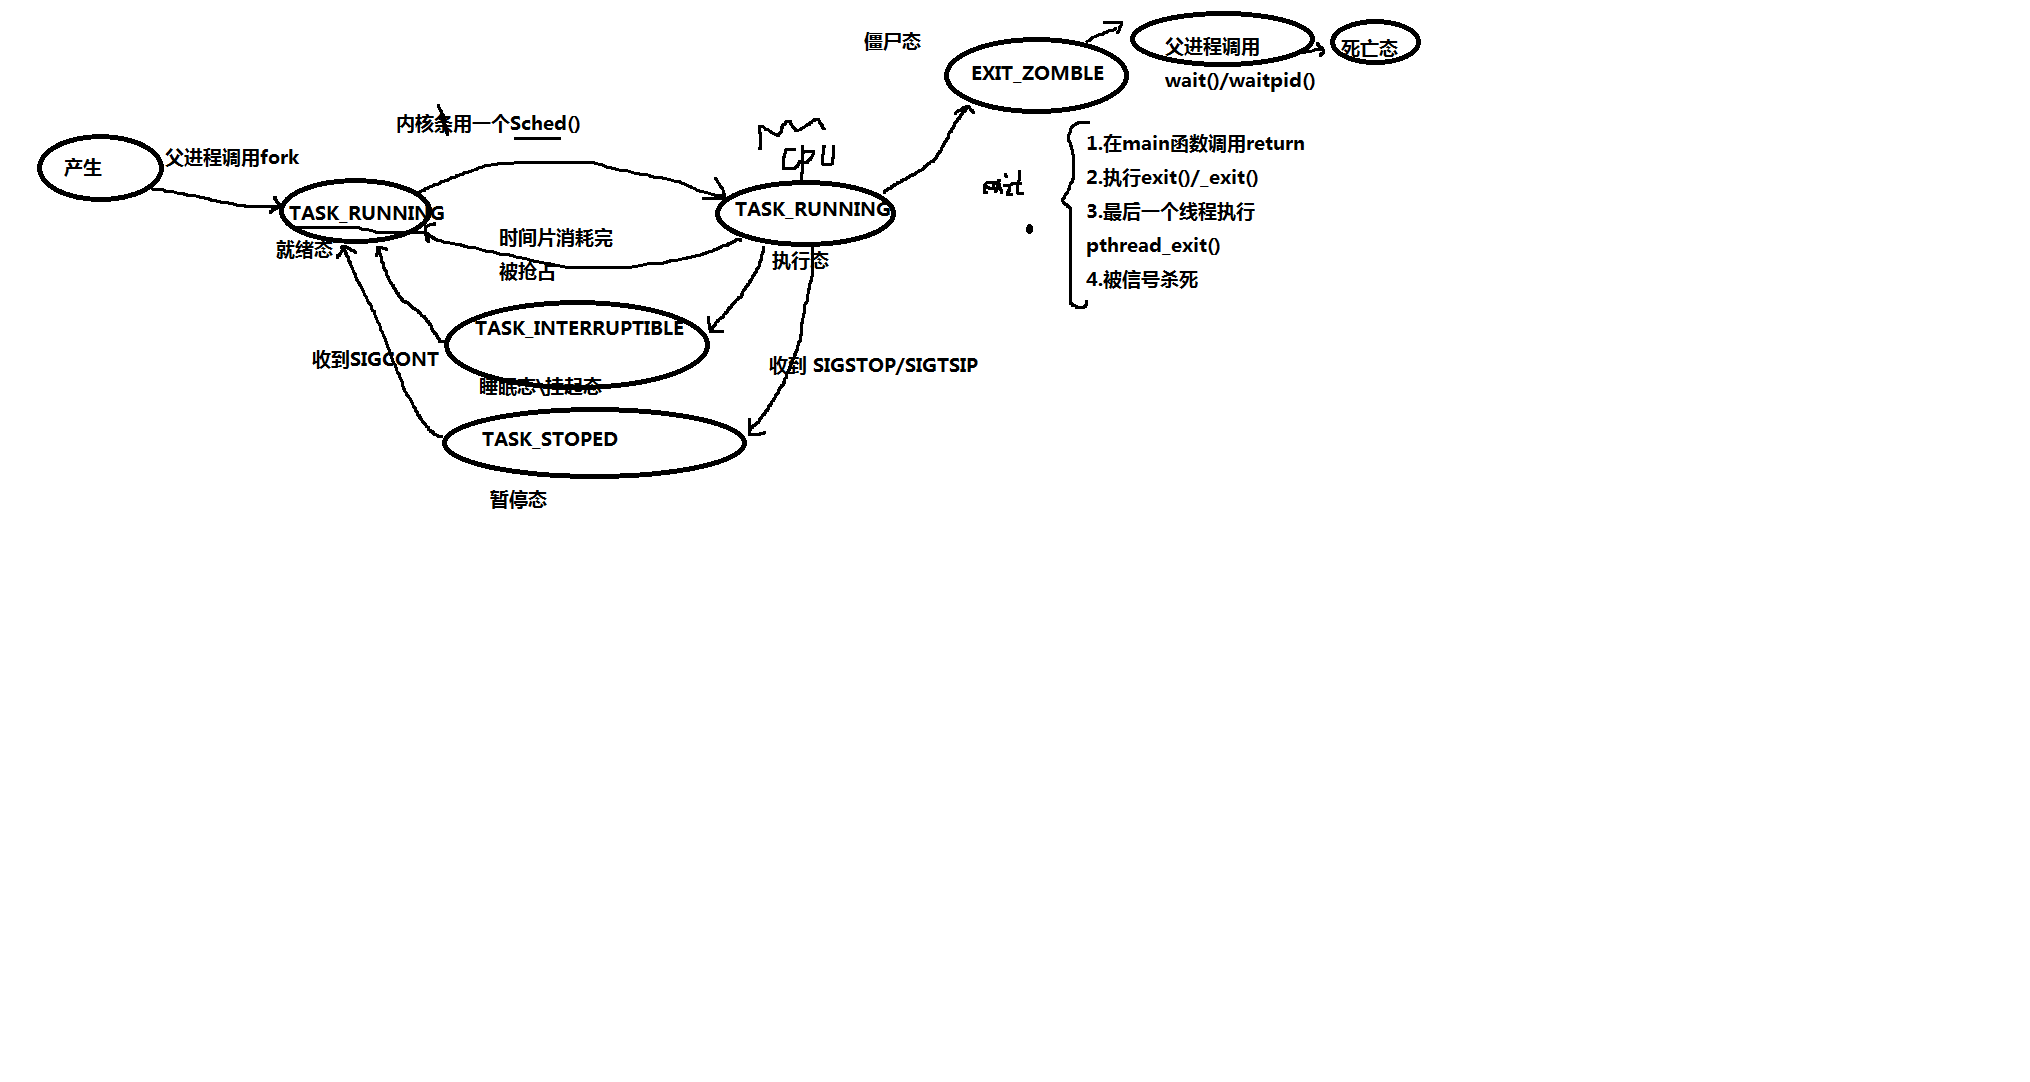 产生
父进程调用fork
TASK_RUNNING
就绪态
内核条用一个Sched()
时间片消耗完
被抢占
CPU
TASK_RUNNING
执行态
TASK_INTERRUPTIBLE
睡眠态\挂起态
收到SIGCONT
收到 SIGSTOP/SIGTSIP
TASK_STOPED
暂停态
僵尸态
EXIT_ZOMBLE
父进程调用
wait()/waitpid()
死亡态
exit
1.在main函数调用return
2.执行exit()/_exit()
3.最后一个线程执行
pthread_exit()
4.被信号杀死